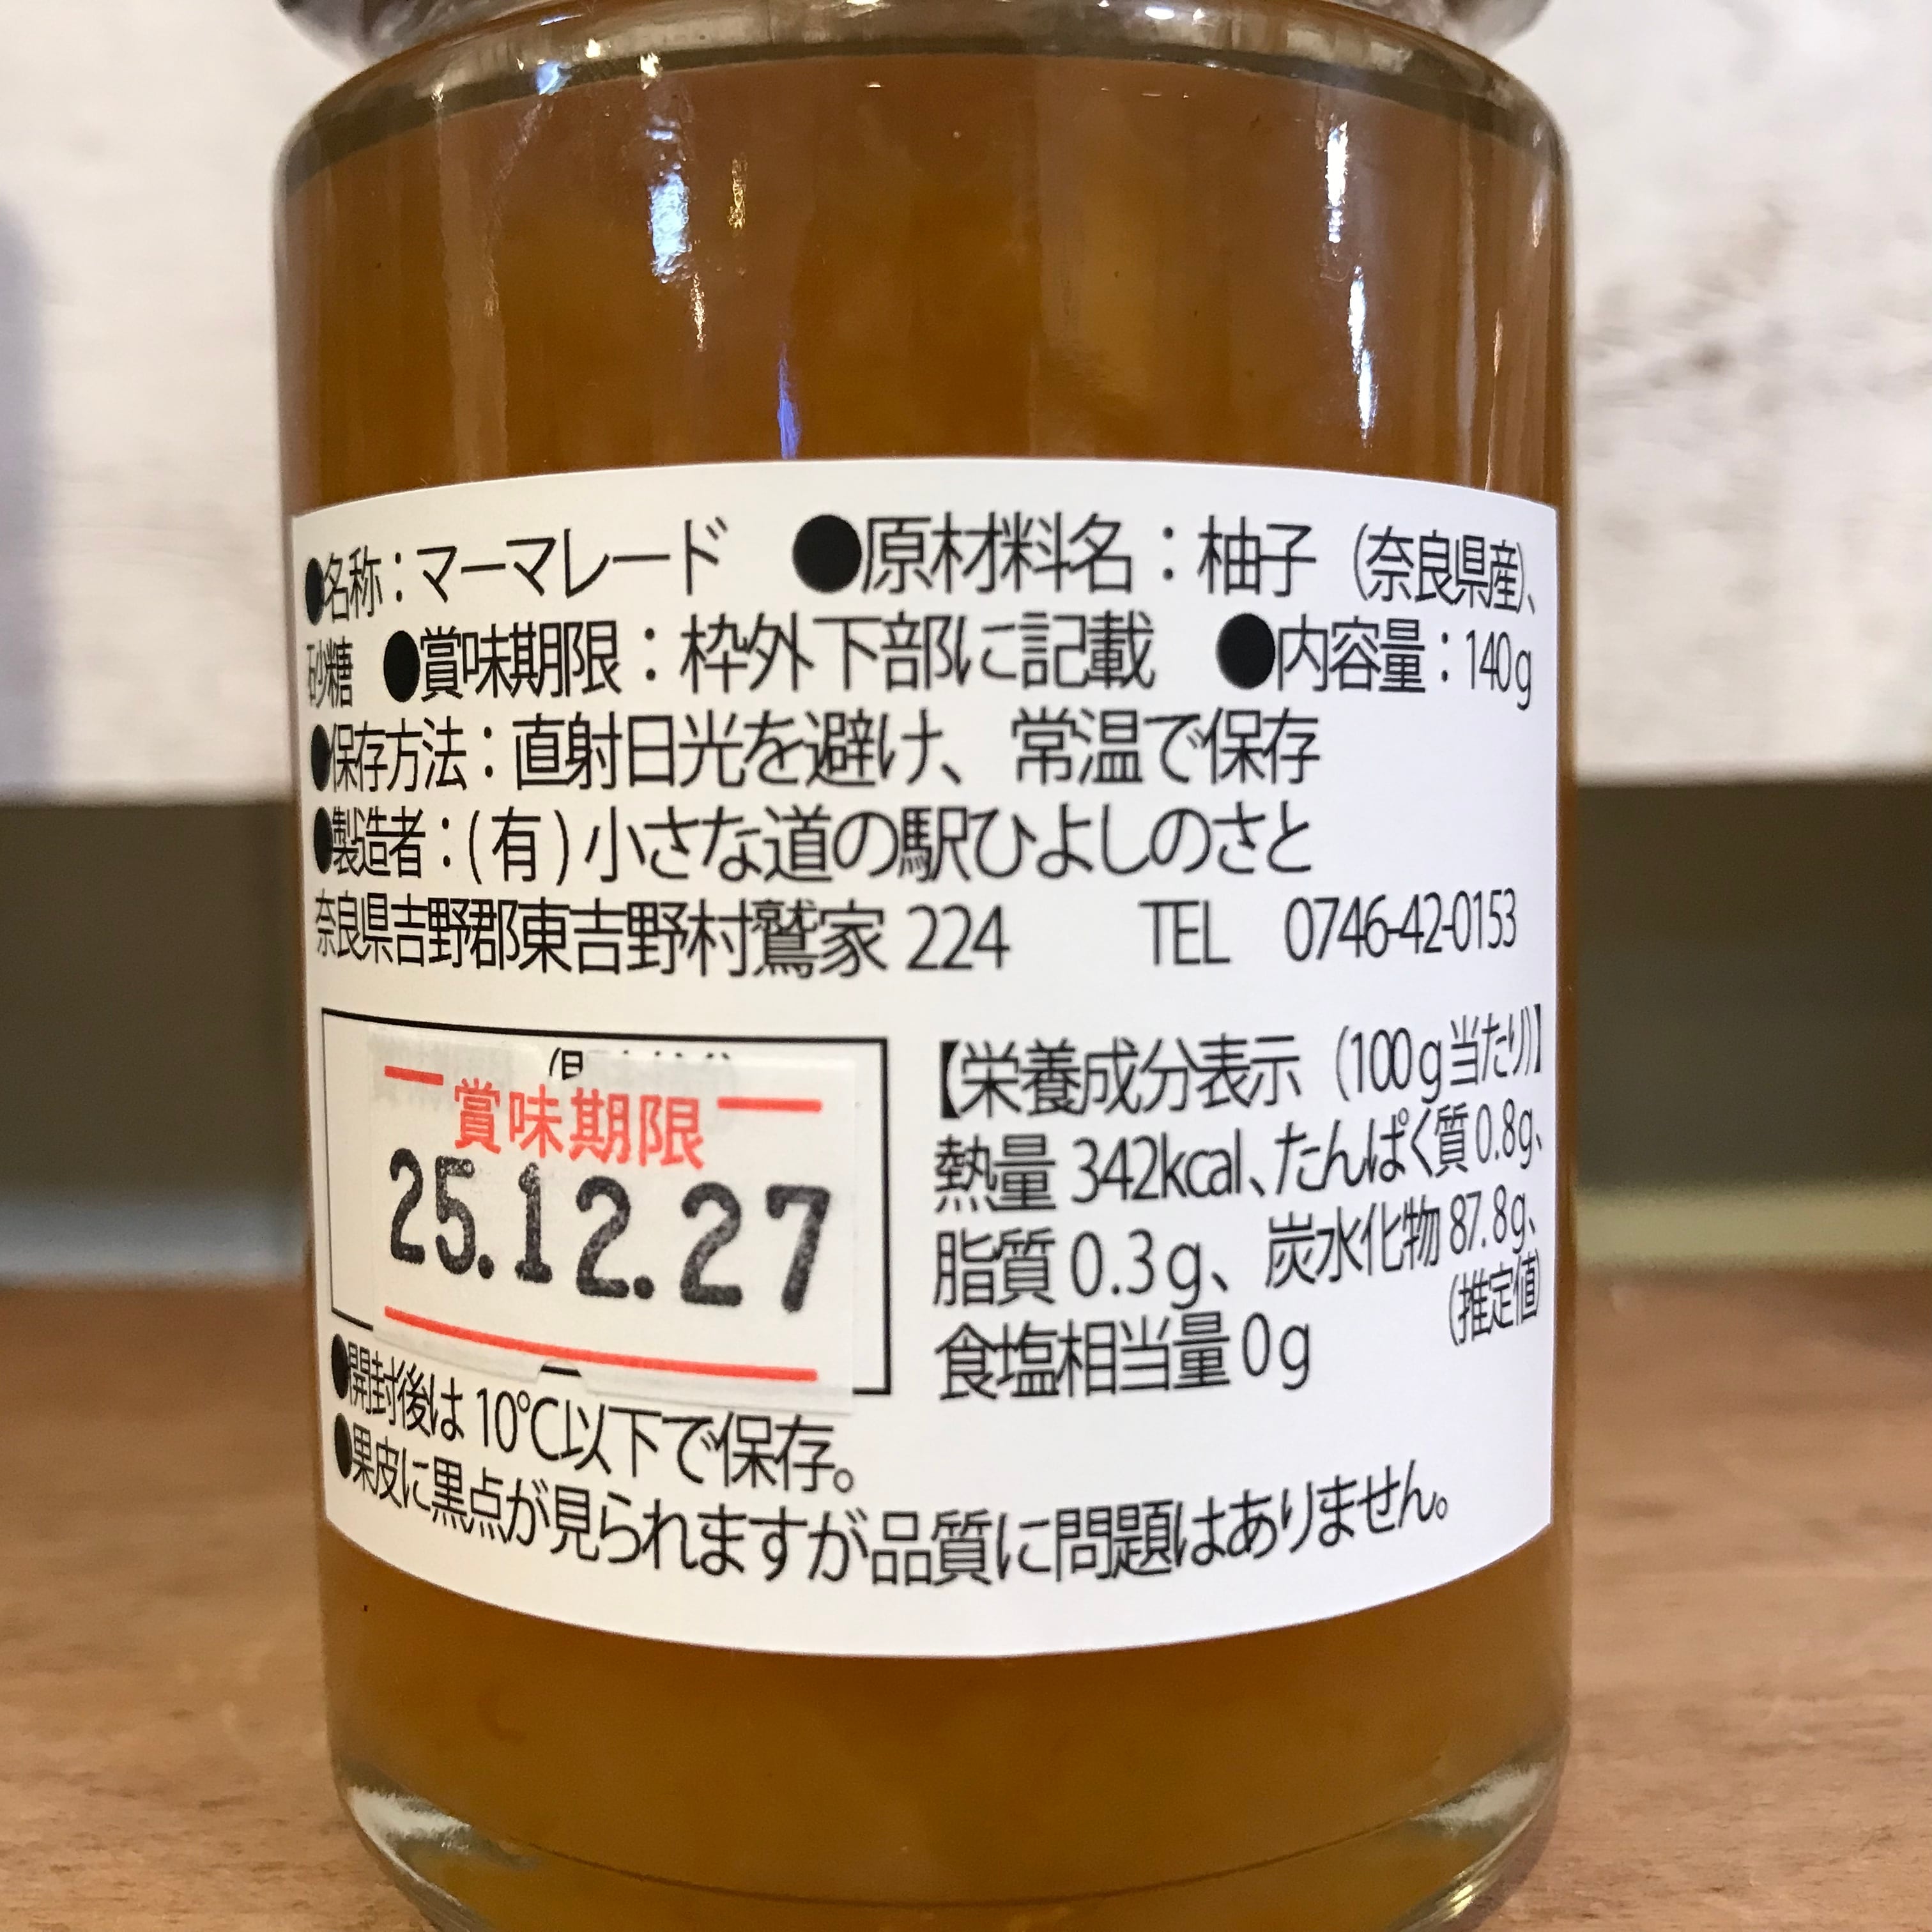 ●名称：マーマレード ●原材料名：柚子（奈良県産）、
砂糖 ●賞味期限：枠外下部に記載 ●内容量：140g
●保存方法：直射日光を避け、常温で保存
●製造者：(有)小さな道の駅ひよしのさと
奈良県吉野郡東吉野村鷲家 224 TEL 0746-42-0153
賞味期限
25.12.27
【栄養成分表示（100g当たり）】
熱量 342kcal、たんぱく質 0.8g、
脂質 0.3g、炭水化物 87.8g、
食塩相当量 0g （推定値）
●開封後は 10℃以下で保存。
●果皮に黒点が見られますが品質に問題はありません。